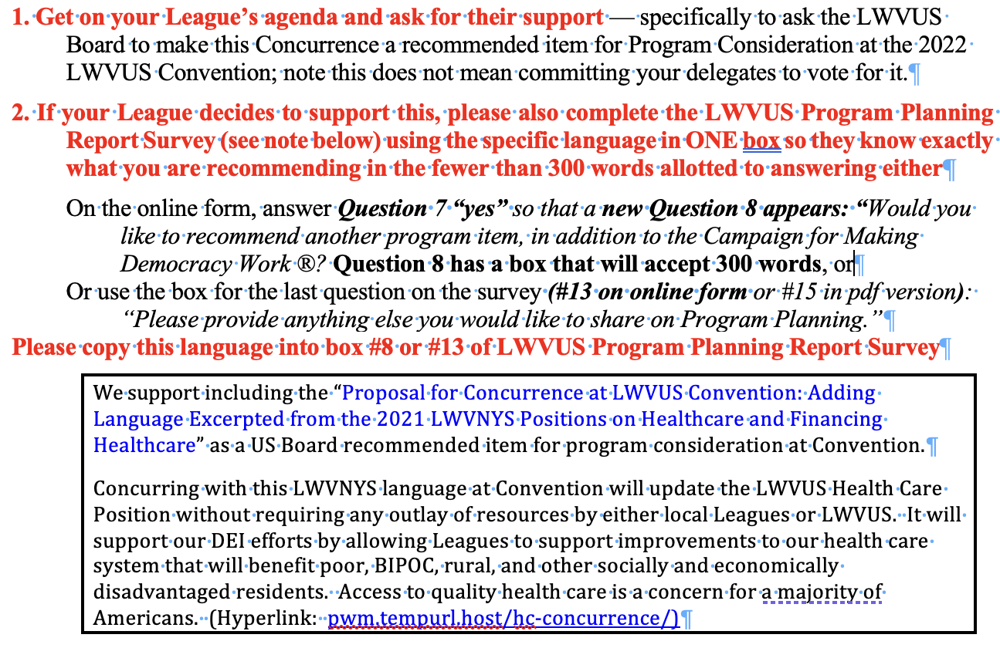 1. Get on your League’s agenda and ask for their support — specifically to ask the LWVUS
Board to make this Concurrence a recommended item for Program Consideration at the 2022
LWVUS Convention; note this does not mean committing your delegates to vote for it.¶
2. If your League decides to support this, please also complete the LWVUS Program Planning
Report Survey (see note below) using the specific language in ONE box so they know exactly
what you are recommending in the fewer than 300 words allotted to answering either¶
On the online form, answer Question 7 “yes” so that a new Question 8 appears: “Would you
like to recommend another program item, in addition to the Campaign for Making
Democracy Work ®? Question 8 has a box that will accept 300 words, or¶
Or use the box for the last question on the survey (#13 on online form or #15 in pdf version):
“Please provide anything else you would like to share on Program Planning.”¶
Please copy this language into box #8 or #13 of LWVUS Program Planning Report Survey¶
We support including the “Proposal for Concurrence at LWVUS Convention: Adding
Language Excerpted from the 2021 LWVNYS Positions on Healthcare and Financing
Healthcare” as a US Board recommended item for program consideration at Convention.¶
Concurring with this LWVNYS language at Convention will update the LWVUS Health Care
Position without requiring any outlay of resources by either local Leagues or LWVUS.  It will
support our DEI efforts by allowing Leagues to support improvements to our health care
system that will benefit poor, BIPOC, rural, and other socially and economically
disadvantaged residents.  Access to quality health care is a concern for a majority of
Americans.  (Hyperlink:  pwm.tempurl.host/hc-concurrence/)¶